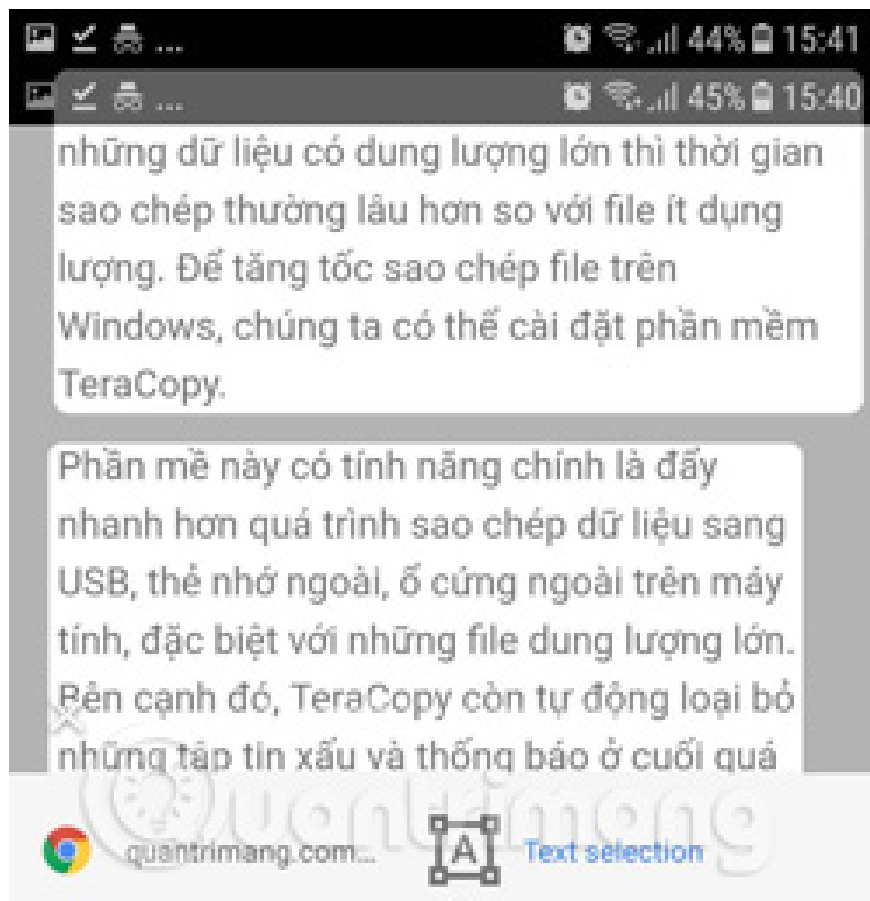 ... 44% 15:41
... 45% 15:40
những dữ liệu có dung lượng lớn thì thời gian
sao chép thường lâu hơn so với file ít dụng
lượng. Để tăng tốc sao chép file trên
Windows, chúng ta có thể cài đặt phần mềm
TeraCopy.
Phần mề này có tính năng chính là đẩy
nhanh hơn quá trình sao chép dữ liệu sang
USB, thẻ nhớ ngoài, ổ cứng ngoài trên máy
tính, đặc biệt với những file dung lượng lớn.
Bên cạnh đó, TeraCopy còn tự động loại bỏ
những tập tin xấu và thống báo ở cuối quá
Quantrimang
quantrimang.com...
A
Text selection